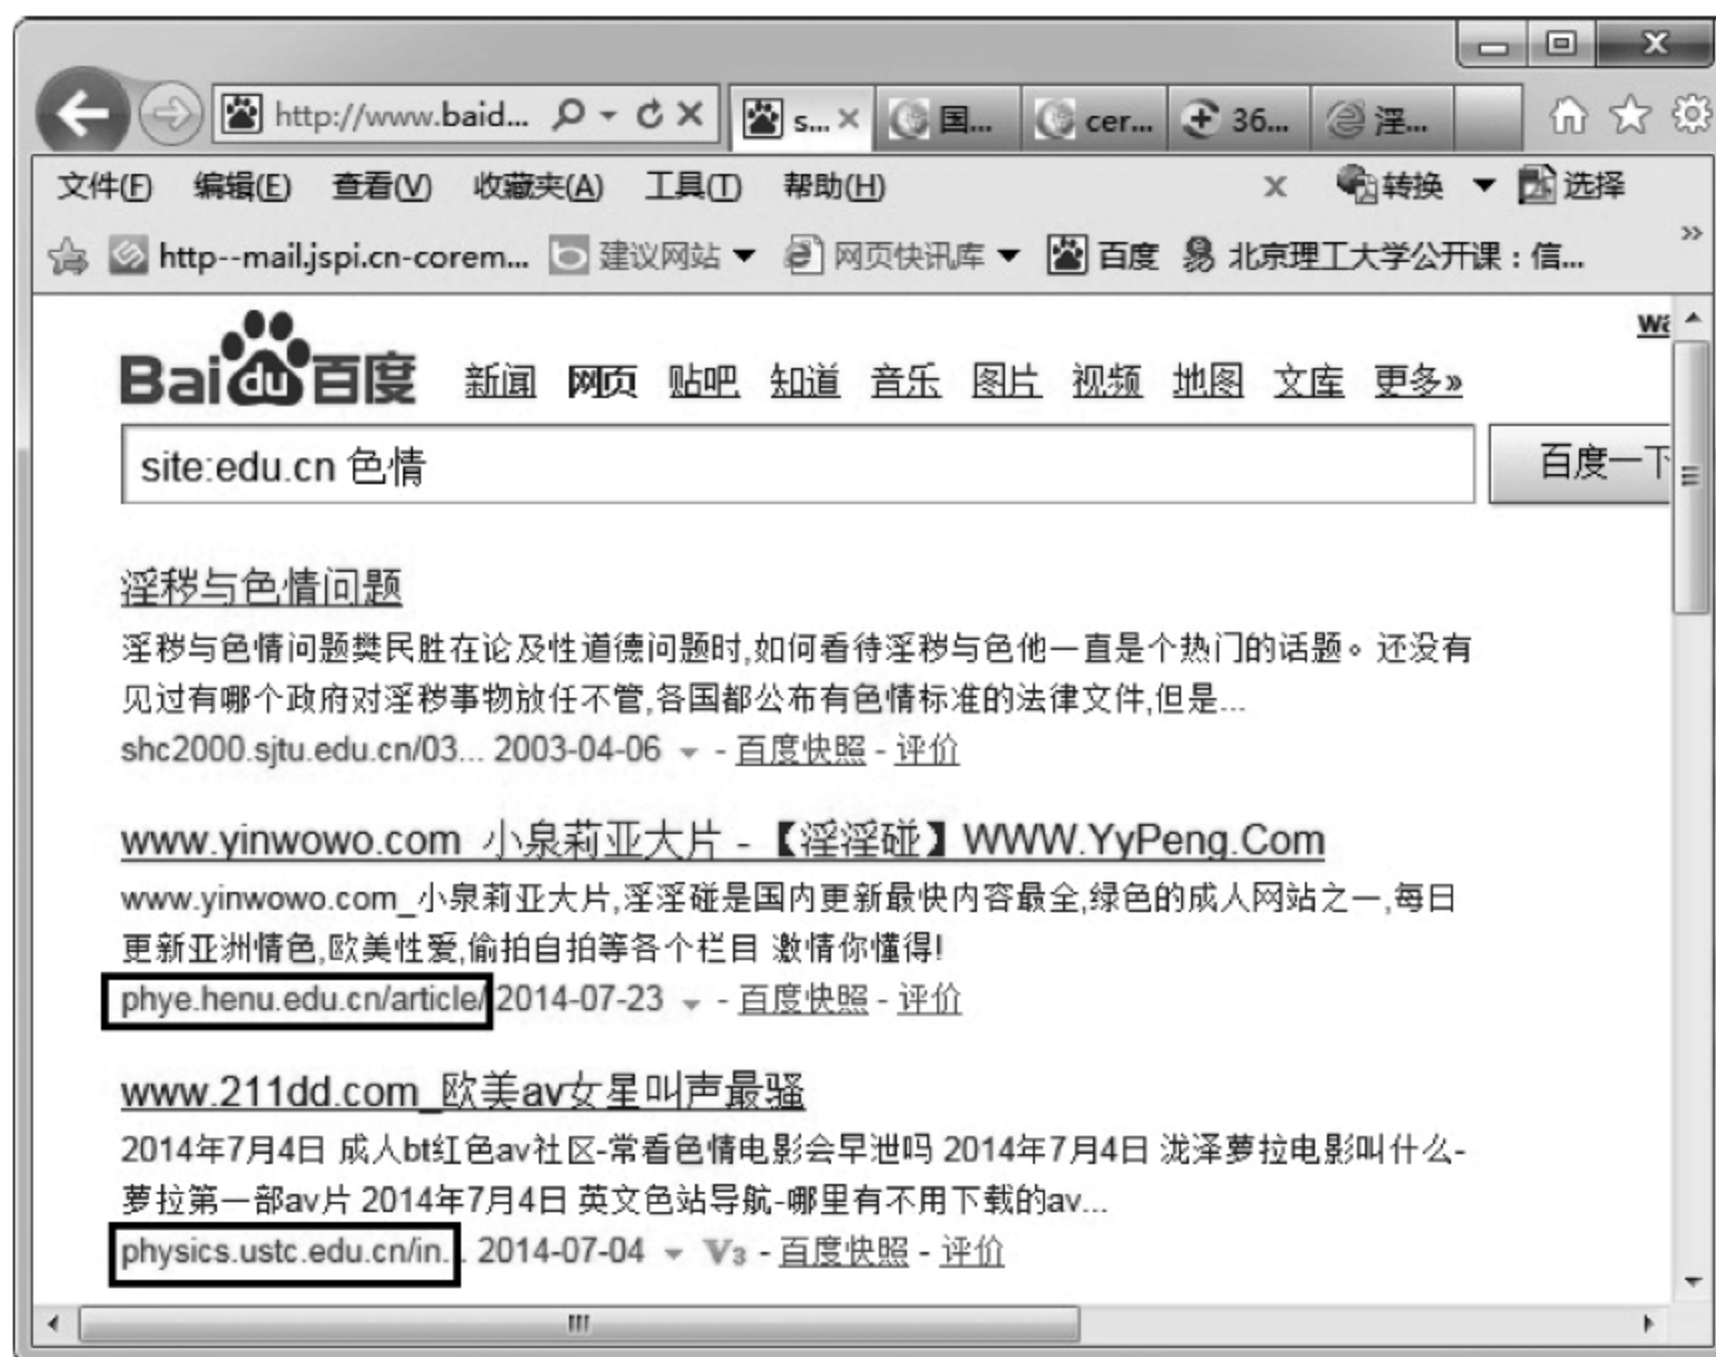 http://www.baid...
s...
国...
cer...
36...
淫...
文件(F) 编辑(E) 查看(V) 收藏夹(A) 工具(T) 帮助(H)
x 转换 选择
http--mail.jspi.cn-corem... 建议网站 网页快讯库 百度 北京理工大学公开课：信... »
Bai du 百度 新闻 网页 贴吧 知道 音乐 图片 视频 地图 文库 更多»
site:edu.cn 色情 百度一下
淫秽与色情问题
淫秽与色情问题樊民胜在论及性道德问题时,如何看待淫秽与色他一直是个热门的话题。还没有
见过有哪个政府对淫秽事物放任不管,各国都公布有色情标准的法律文件,但是...
shc2000.sjtu.edu.cn/03... 2003-04-06 - 百度快照 - 评价
www.yinwowo.com_小泉莉亚大片 - 【淫淫碰】WWW.YyPeng.Com
www.yinwowo.com_小泉莉亚大片,淫淫碰是国内更新最快内容最全,绿色的成人网站之一,每日
更新亚洲情色,欧美性爱,偷拍自拍等各个栏目 激情你懂得!
phye.henu.edu.cn/article/ 2014-07-23 - 百度快照 - 评价
www.211dd.com_欧美av女星叫声最骚
2014年7月4日 成人bt红色av社区-常看色情电影会早泄吗 2014年7月4日 泷泽萝拉电影叫什么-
萝拉第一部av片 2014年7月4日 英文色站导航-哪里有不用下载的av...
physics.ustc.edu.cn/in... 2014-07-04 V3 - 百度快照 - 评价